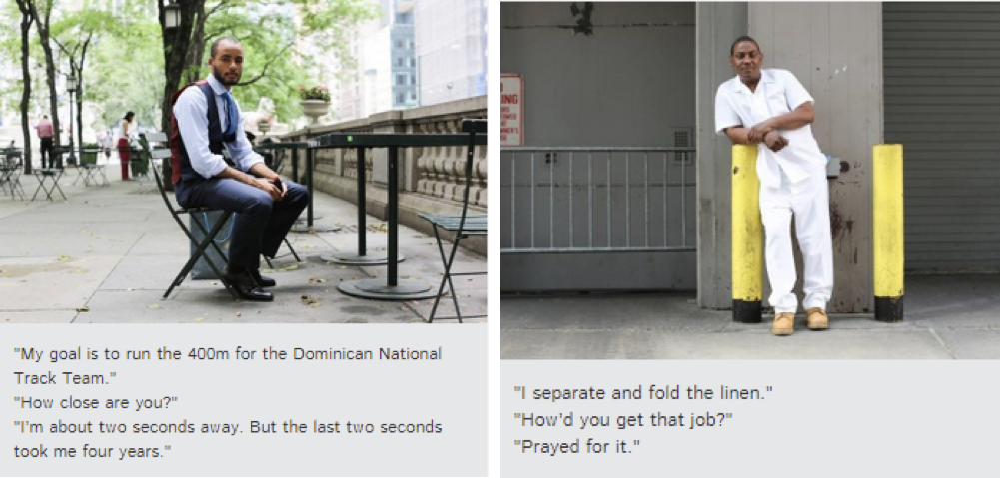 "My goal is to run the 400m for the Dominican National
Track Team."
"How close are you?"
"I'm about two seconds away. But the last two seconds
took me four years."
"I separate and fold the linen."
"How'd you get that job?"
"Prayed for it."